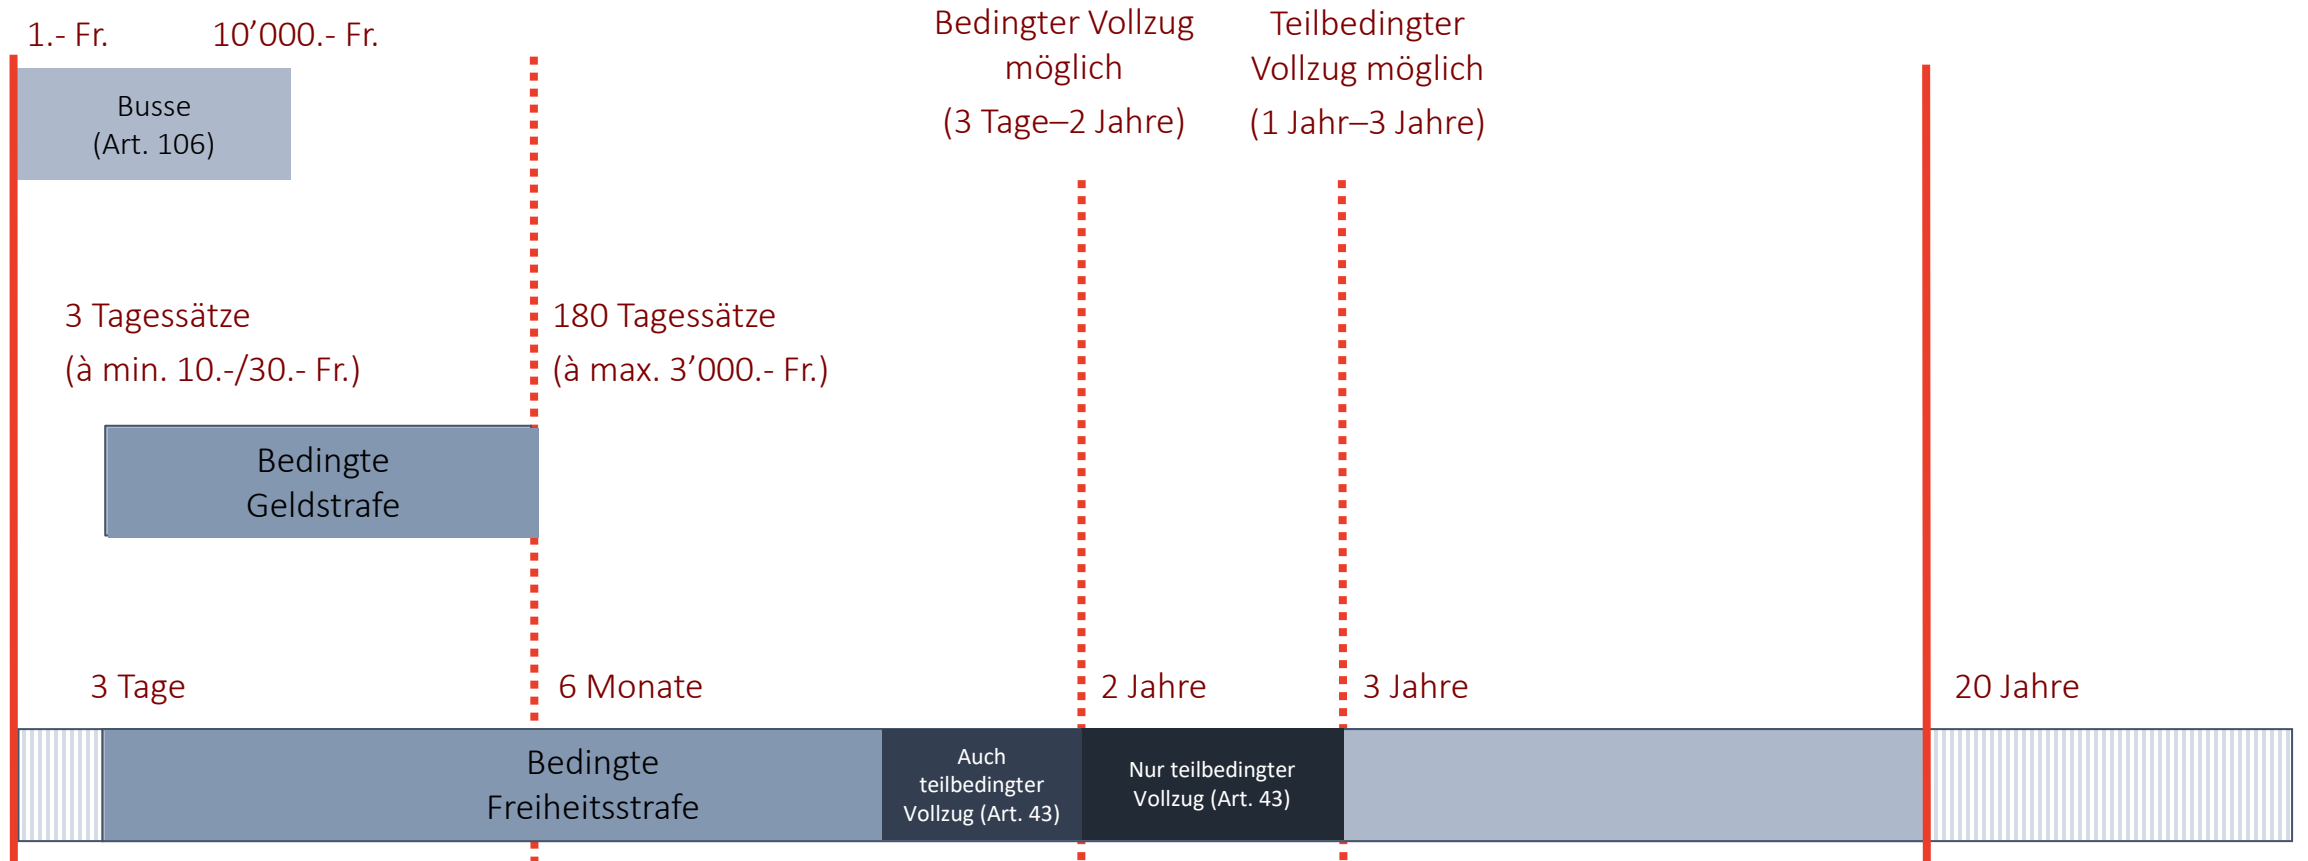 1.- Fr.
10’000.- Fr.
Busse
(Art. 106)
Bedingter Vollzug
möglich
(3 Tage–2 Jahre)
Teilbedingter
Vollzug möglich
(1 Jahr–3 Jahre)
3 Tagessätze
(à min. 10.-/30.- Fr.)
180 Tagessätze
(à max. 3’000.- Fr.)
Bedingte
Geldstrafe
3 Tage
6 Monate
2 Jahre
3 Jahre
20 Jahre
Bedingte
Freiheitsstrafe
Auch
teilbedingter
Vollzug (Art. 43)
Nur teilbedingter
Vollzug (Art. 43)